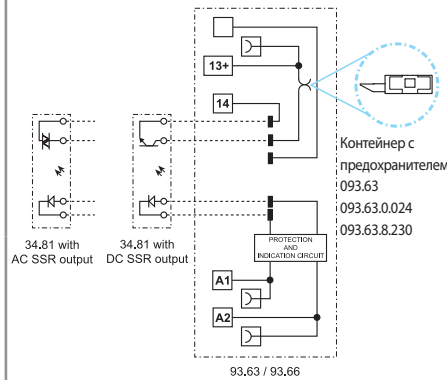 13+
14
Контейнер с
предохранителем
093.63
093.63.0.024
093.63.8.230
34.81 with
AC SSR output
34.81 with
DC SSR output
PROTECTION
AND
INDICATION CIRCUIT
A1
A2
93.63 / 93.66